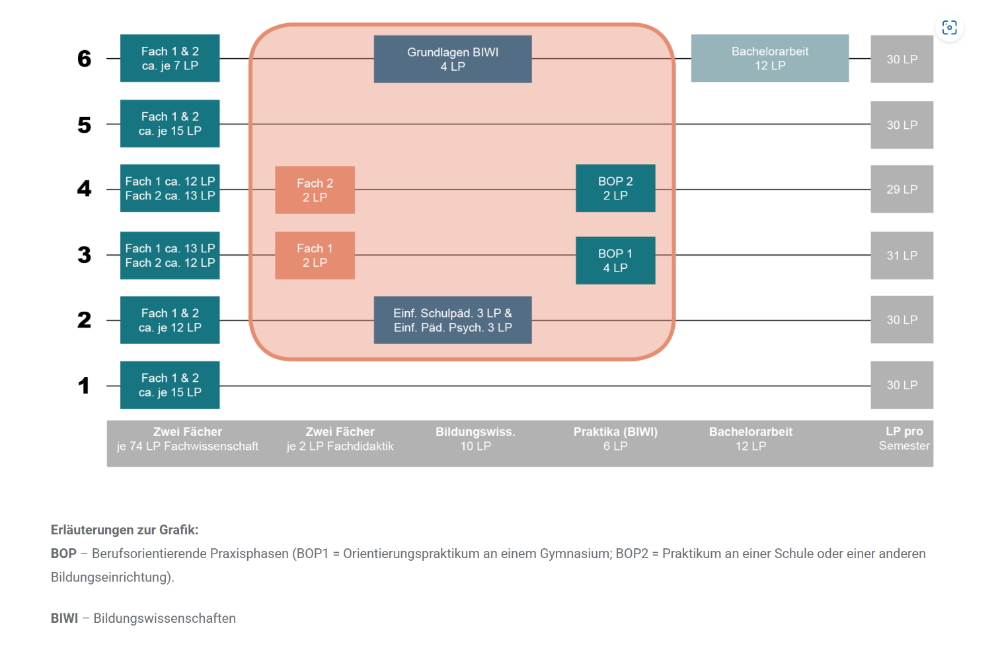 6
Fach 1 & 2
ca. je 7 LP
Grundlagen BIWI
4 LP
Bachelorarbeit
12 LP
30 LP
5
Fach 1 & 2
ca. je 15 LP
30 LP
4
Fach 1 ca. 12 LP
Fach 2 ca. 13 LP
Fach 2
2 LP
BOP 2
2 LP
29 LP
3
Fach 1 ca. 13 LP
Fach 2 ca. 12 LP
Fach 1
2 LP
BOP 1
4 LP
31 LP
2
Fach 1 & 2
ca. je 12 LP
Einf. Schulpäd. 3 LP &
Einf. Päd. Psych. 3 LP
30 LP
1
Fach 1 & 2
ca. je 15 LP
30 LP
Zwei Fächer
je 74 LP Fachwissenschaft
Zwei Fächer
je 2 LP Fachdidaktik
Bildungswiss.
10 LP
Praktika (BIWI)
6 LP
Bachelorarbeit
12 LP
LP pro
Semester
Erläuterungen zur Grafik:
BOP – Berufsorientierende Praxisphasen (BOP1 = Orientierungspraktikum an einem Gymnasium; BOP2 = Praktikum an einer Schule oder einer anderen
Bildungseinrichtung).
BIWI – Bildungswissenschaften